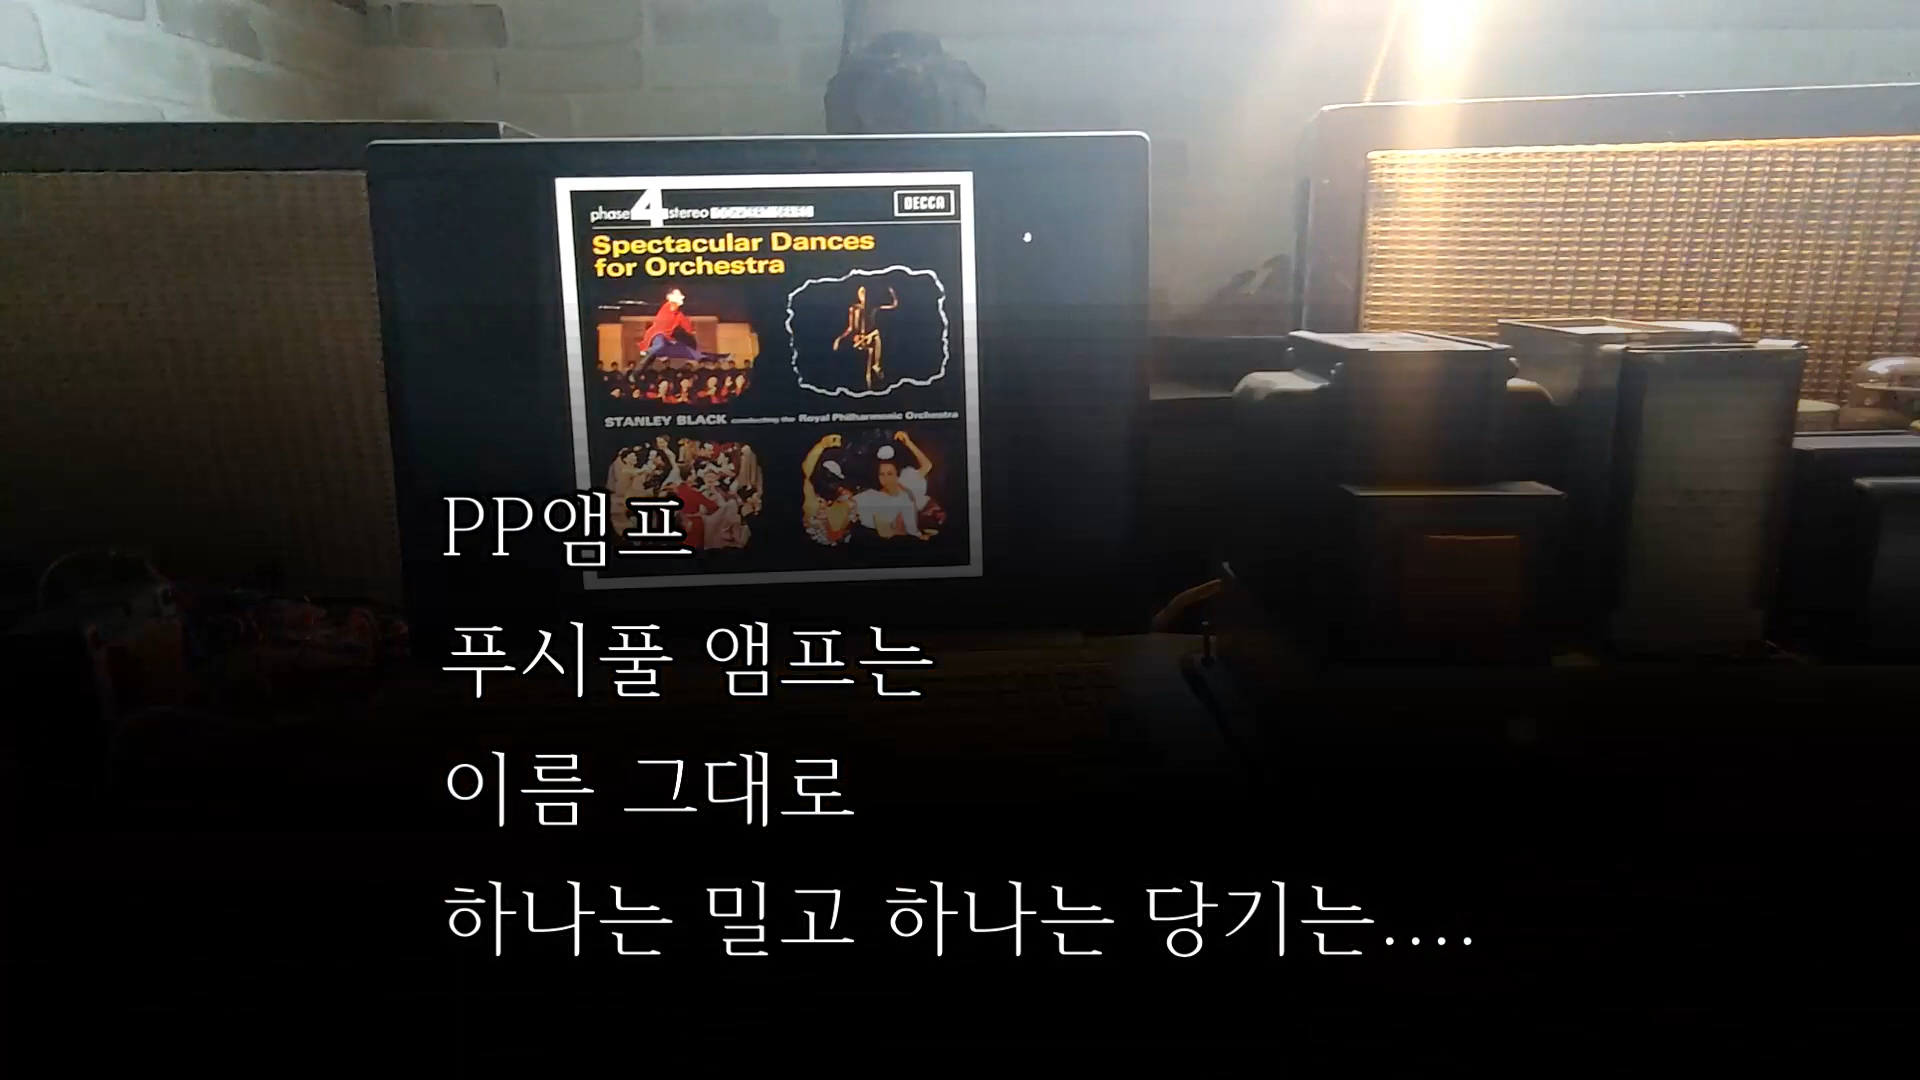 phase 4 stereo
DECCA
Spectacular Dances
for Orchestra
STANLEY BLACK conducting the Royal Philharmonic Orchestra
PP앰프
푸시풀 앰프는
이름 그대로
하나는 밀고 하나는 당기는....